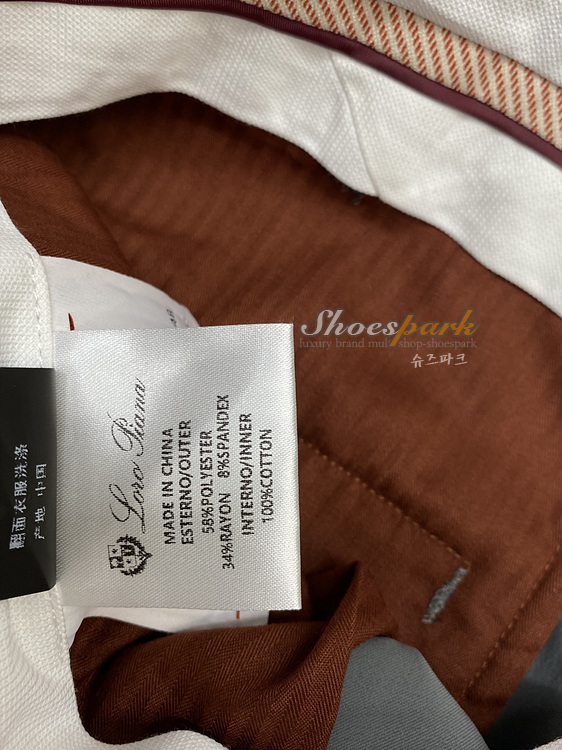 Shoespark
luxury brand mul shop-shoespark
슈즈파크
Loro Piana
MADE IN CHINA
ESTERNO/OUTER
58%POLYESTER
34%RAYON 8%SPANDEX
INTERNO/INNER
100%COTTON
翻面衣服洗涤
产地 中国